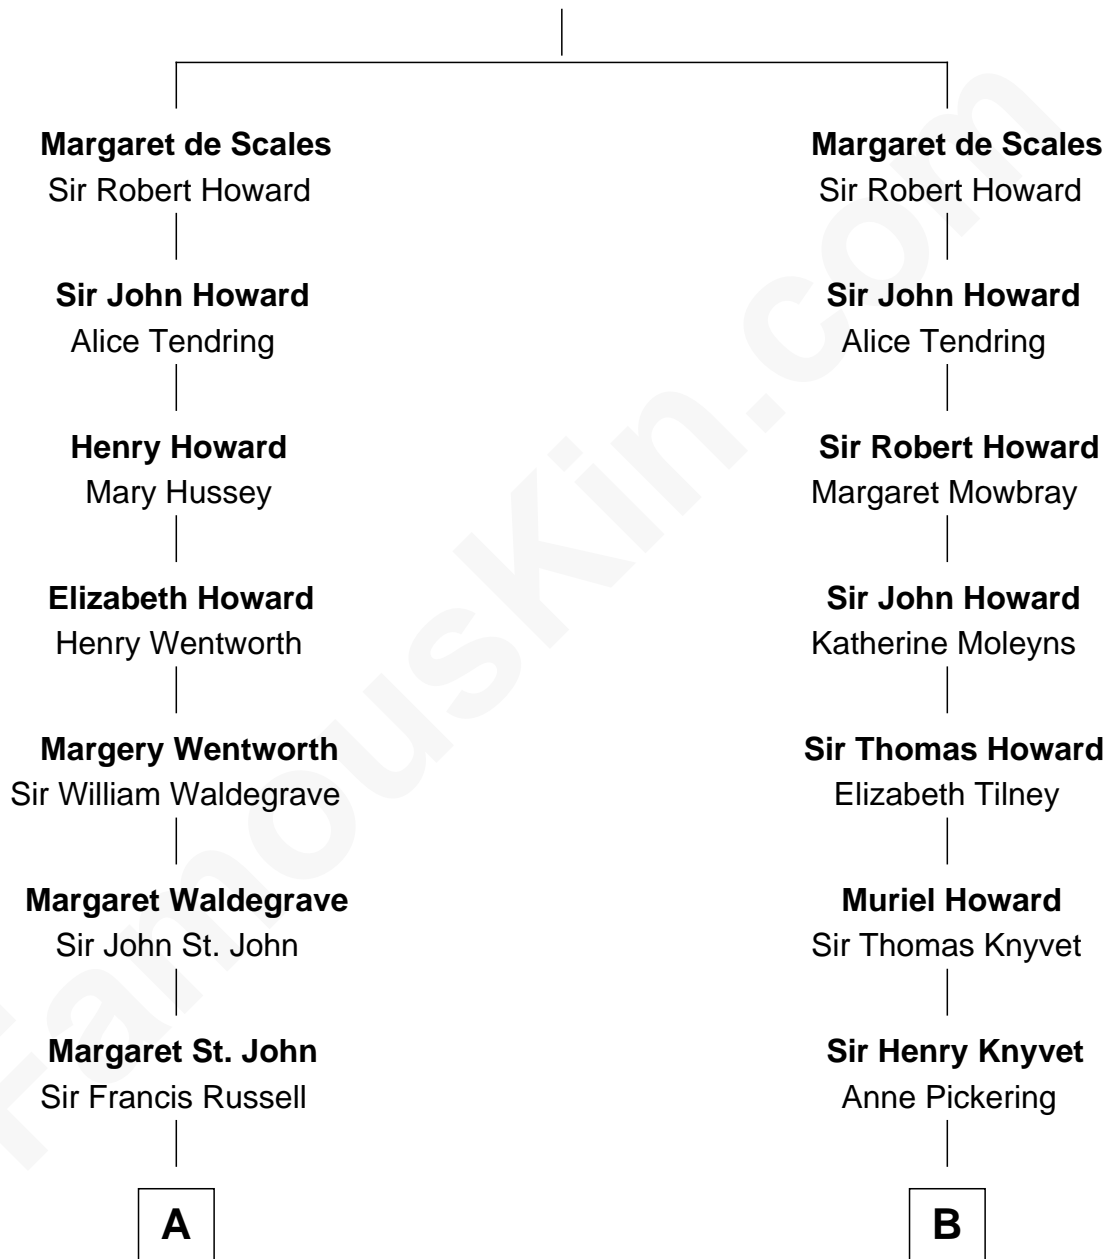 Margaret de Scales
Sir Robert Howard
Sir John Howard
Alice Tendring
Henry Howard
Mary Hussey
Elizabeth Howard
Henry Wentworth
Margery Wentworth
Sir William Waldegrave
Margaret Waldegrave
Sir John St. John
Margaret St. John
Sir Francis Russell
A
Margaret de Scales
Sir Robert Howard
Sir John Howard
Alice Tendring
Sir Robert Howard
Margaret Mowbray
Sir John Howard
Katherine Moleyns
Sir Thomas Howard
Elizabeth Tilney
Muriel Howard
Sir Thomas Knyvet
Sir Henry Knyvet
Anne Pickering
B
FamousKin.com